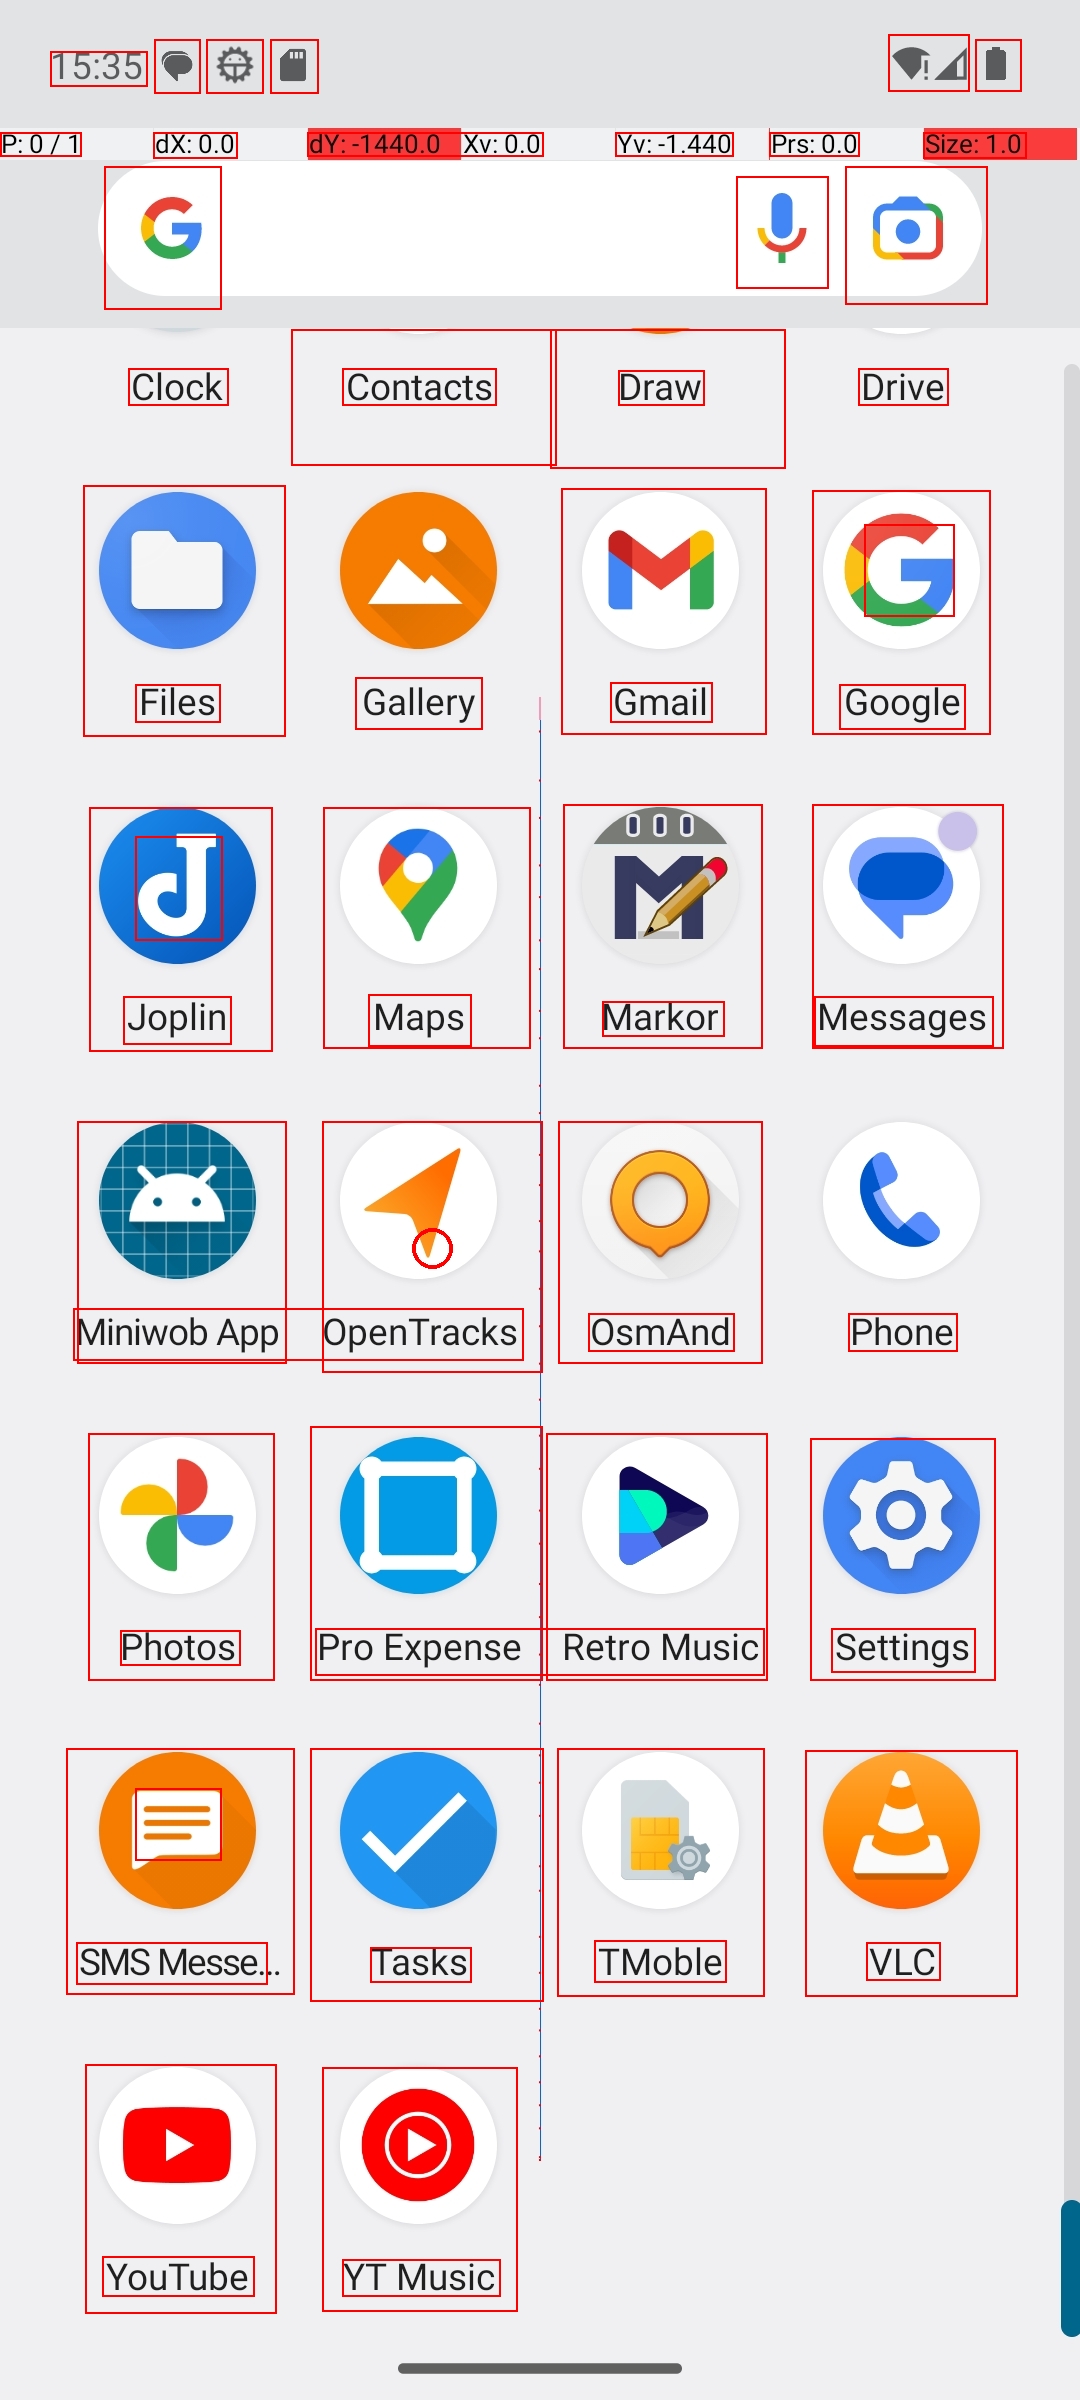 15:35
P: 0 / 1 dX: 0.0 dY: -1440.0 Xv: 0.0 Yv: -1.440 Prs: 0.0 Size: 1.0
Clock Contacts Draw Drive
Files Gallery Gmail Google
Joplin Maps Markor Messages
Miniwob App OpenTracks OsmAnd Phone
Photos Pro Expense Retro Music Settings
SMS Messe... Tasks TMoble VLC
YouTube YT Music